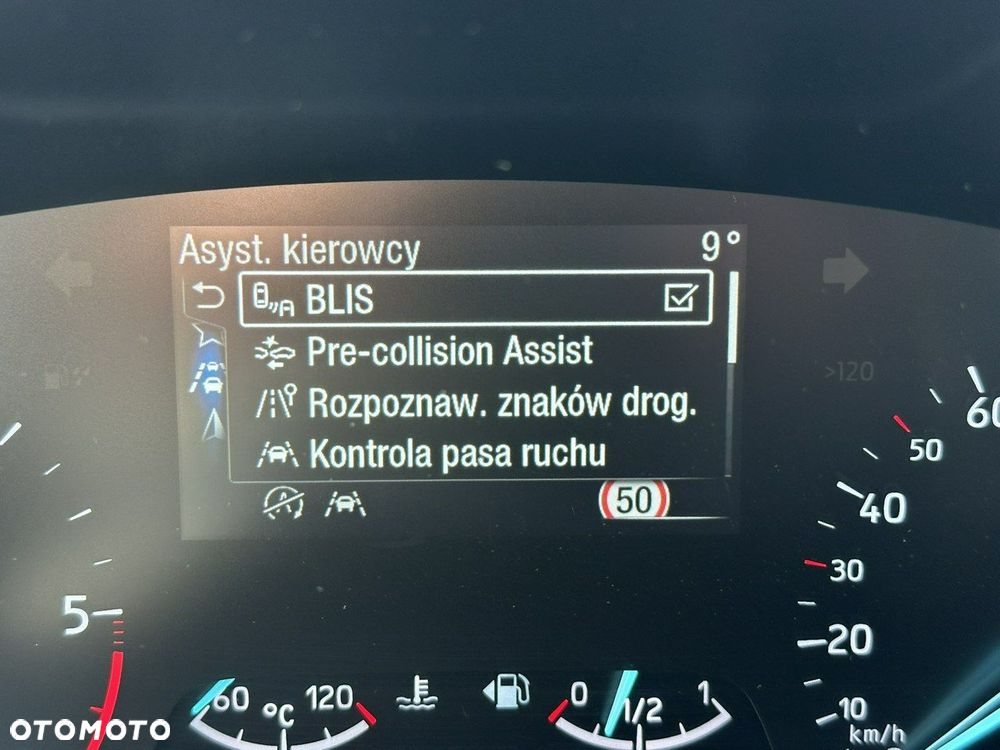 Asyst. kierowcy 9°
BLIS
Pre-collision Assist
>120
Rozpoznaw. znaków drog.
Kontrola pasa ruchu
60
50
50
40
30
5
20
60 °C 120
0 1/2 1
10
km/h
OTOMOTO